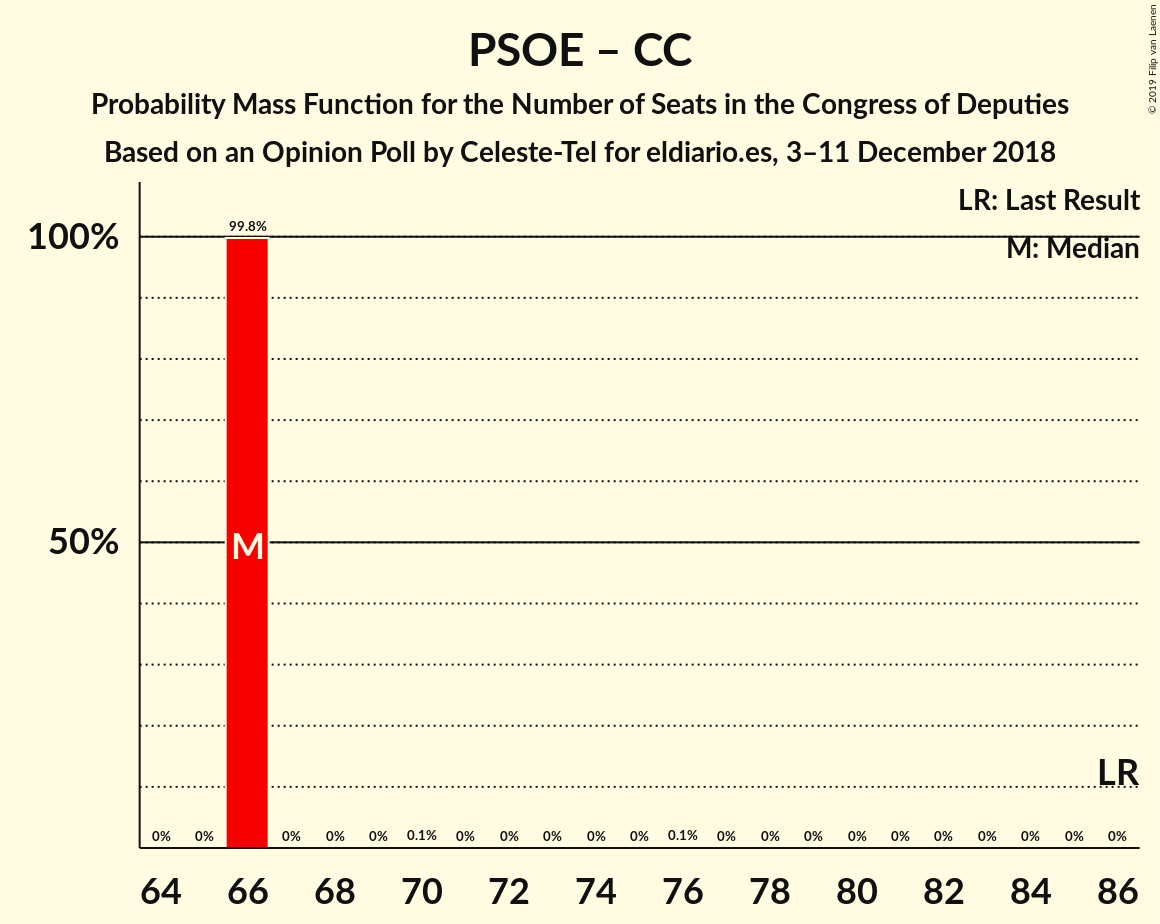 PSOE – CC
Probability Mass Function for the Number of Seats in the Congress of Deputies
Based on an Opinion Poll by Celeste-Tel for eldiario.es, 3–11 December 2018
© 2019 Filip van Laenen
LR: Last Result
M: Median
100%
50%
99.8%
M
LR
0% 0% 0% 0% 0% 0.1% 0% 0% 0% 0% 0% 0.1% 0% 0% 0% 0% 0% 0% 0% 0% 0% 0%
64 66 68 70 72 74 76 78 80 82 84 86